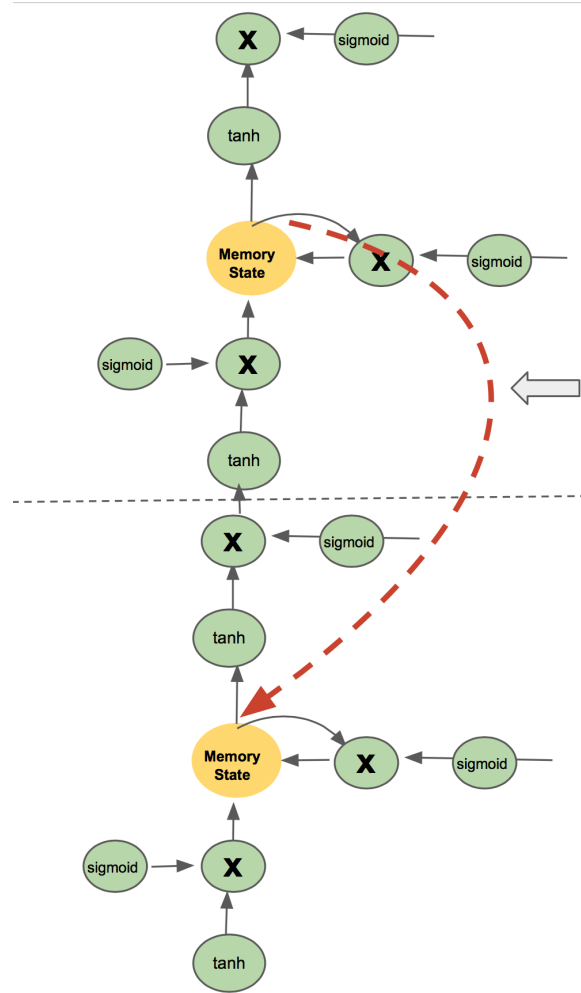 X
sigmoid
tanh
Memory
State
X
sigmoid
sigmoid
X
tanh
X
sigmoid
tanh
Memory
State
X
sigmoid
sigmoid
X
tanh